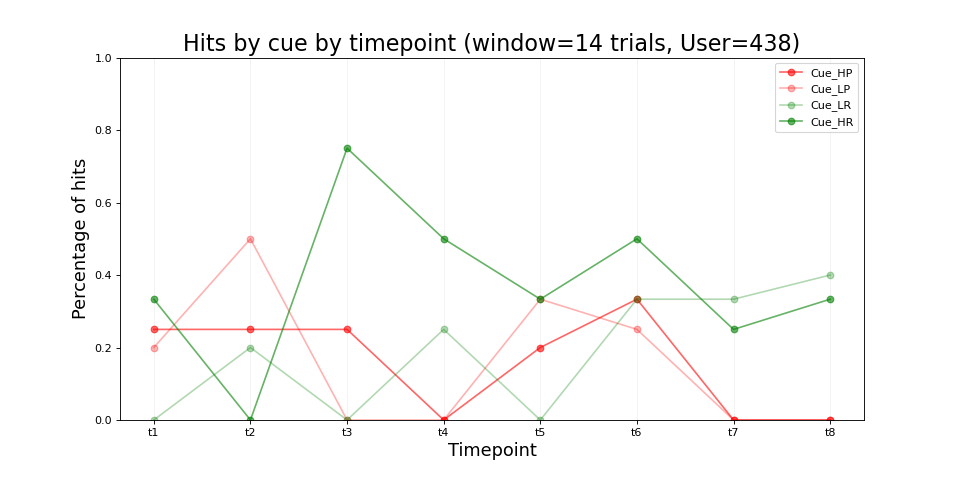 Hits by cue by timepoint (window=14 trials, User=438)
Cue_HP
Cue_LP
Cue_LR
Cue_HR
Percentage of hits
1.0
0.8
0.6
0.4
0.2
0.0
t1 t2 t3 t4 t5 t6 t7 t8
Timepoint